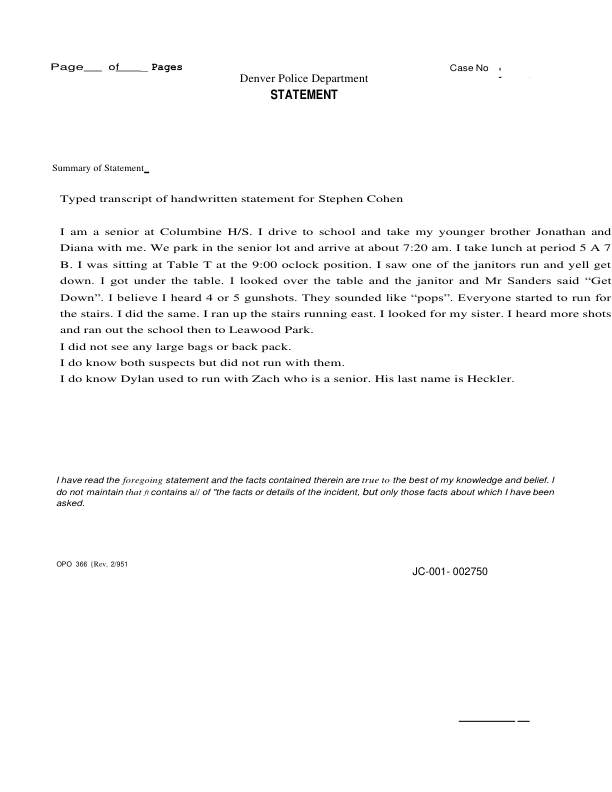 Page___ of____ Pages
Case No
Denver Police Department
STATEMENT
Summary of Statement_
Typed transcript of handwritten statement for Stephen Cohen
I am a senior at Columbine H/S. I drive to school and take my younger brother Jonathan and
Diana with me. We park in the senior lot and arrive at about 7:20 am. I take lunch at period 5 A 7
B. I was sitting at Table T at the 9:00 oclock position. I saw one of the janitors run and yell get
down. I got under the table. I looked over the table and the janitor and Mr Sanders said “Get
Down”. I believe I heard 4 or 5 gunshots. They sounded like “pops”. Everyone started to run for
the stairs. I did the same. I ran up the stairs running east. I looked for my sister. I heard more shots
and ran out the school then to Leawood Park.
I did not see any large bags or back pack.
I do know both suspects but did not run with them.
I do know Dylan used to run with Zach who is a senior. His last name is Heckler.
I have read the foregoing statement and the facts contained therein are true to the best of my knowledge and belief. I
do not maintain that fi contains a// of "the facts or details of the incident, but only those facts about which I have been
asked.
OPO 366 (Rev, 2/951
JC-001- 002750